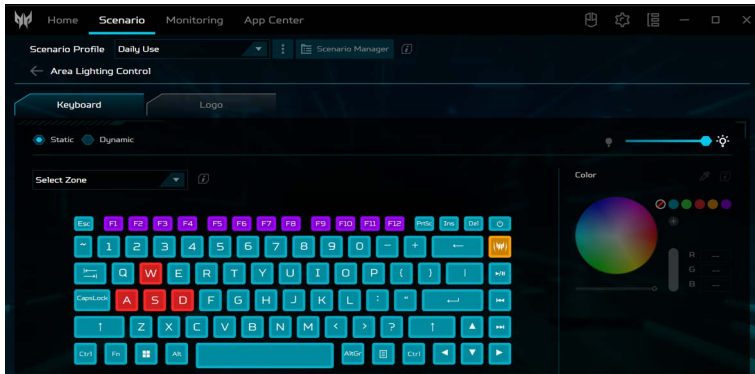 Home Scenario Monitoring App Center
Scenario Profile Daily Use Scenario Manager
Area Lighting Control
Keyboard Logo
Static Dynamic
Select Zone
Color
Esc F1 F2 F3 F4 F5 F6 F7 F8 F9 F10 F11 F12 PrtSc Ins Del
~ 1 2 3 4 5 6 7 8 9 0 - +
Q W E R T Y U I O P ( ) |
R --
G --
B --
CapsLock A S D F G H J K L : "
Z X C V B N M < > ?
Ctrl Fn Alt AltGr Ctrl